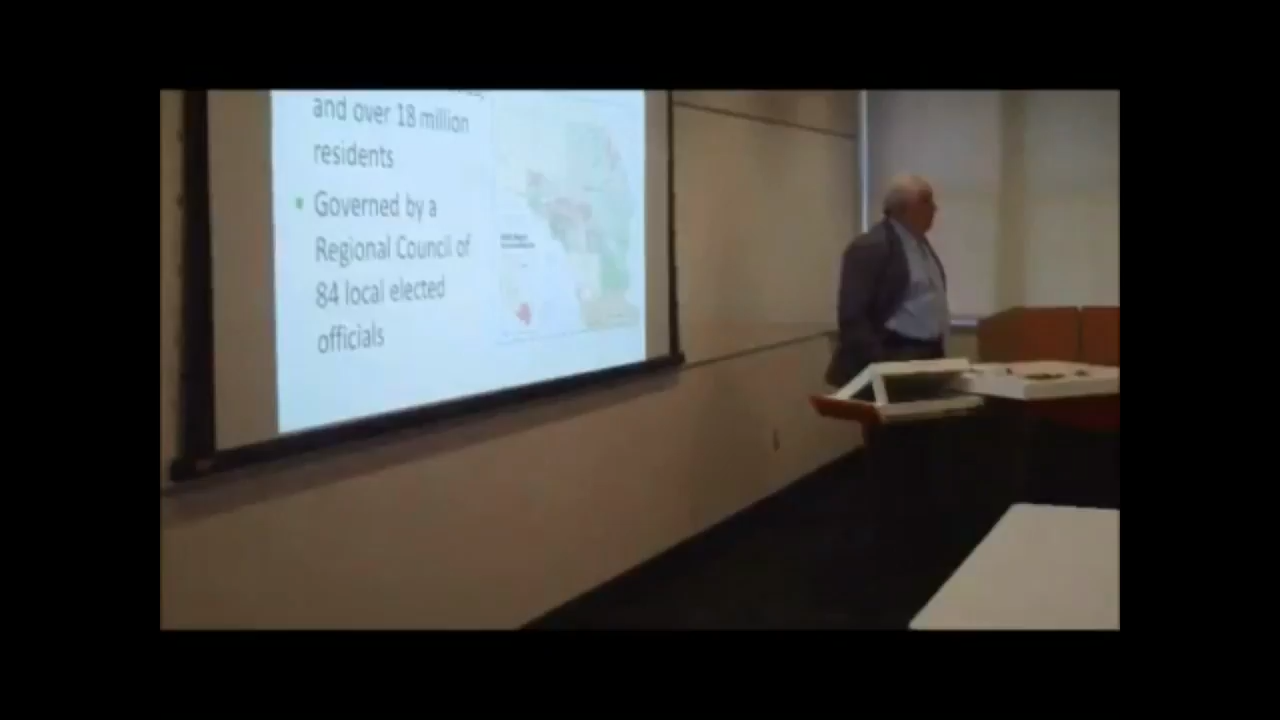 and over 18 million
residents
Governed by a
Regional Council of
84 local elected
officials